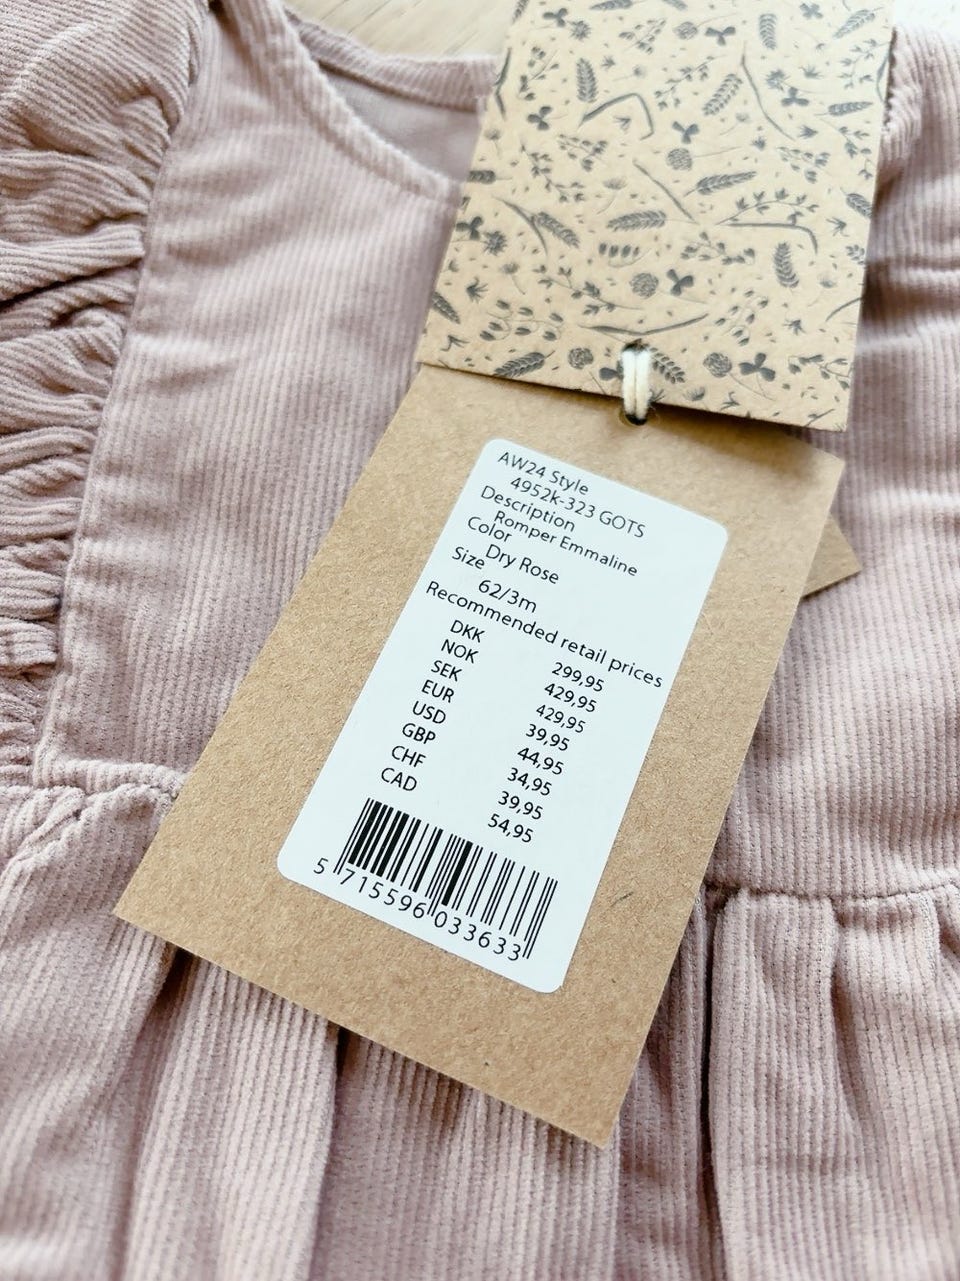 AW24 Style
4952k-323 GOTS
Description
Romper Emmaline
Color
Dry Rose
Size
62/3m
Recommended retail prices
DKK 299,95
NOK 429,95
SEK 429,95
EUR 39,95
USD 44,95
GBP 34,95
CHF 39,95
CAD 54,95
5 715596 033633